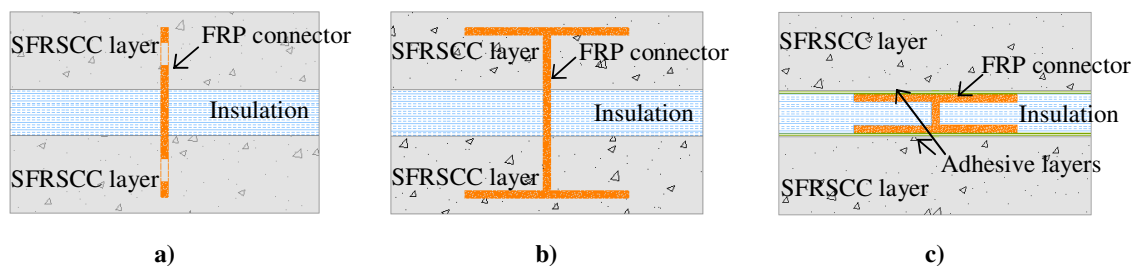 SFRSCC layer
FRP connector
Insulation
SFRSCC layer
a)
SFRSCC layer
FRP connector
Insulation
SFRSCC layer
b)
SFRSCC layer
FRP connector
Insulation
Adhesive layers
SFRSCC layer
c)